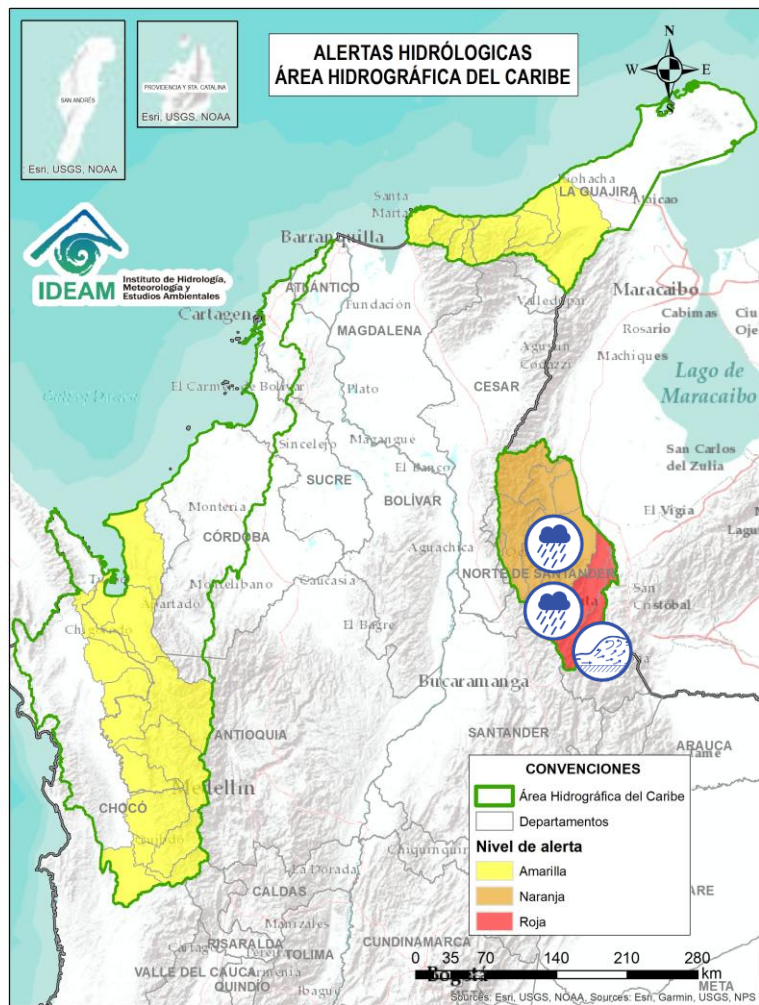 ALERTAS HIDRÓLOGICAS
ÁREA HIDROGRÁFICA DEL CARIBE
N
W
E
S
SAN ANDRÉS
: Esri, USGS, NOAA
PROVIDENCIA Y STA. CATALINA
Esri, USGS, NOAA
LA GUAJIRA
Maicao
Santa
Marta
Barranquilla
IDEAM
Instituto de Hidrología,
Meteorología y
Estudios Ambientales
ATLÁNTICO
Fundación
Valledupar
Maracaibo
Cabimas
Ciu
Oje
Cartagena
MAGDALENA
Rosario
Agustín
Codazzi
Machiques
CESAR
Lago de
Maracaibo
El Carmen de Bolívar
Plato
Sincelejo
Magangue
San Carlos
del Zulia
El Banco
SUCRE
BOLÍVAR
Montería
CÓRDOBA
El Vigía
Aguachica
NORTE DE SANTANDER
Montelíbano
Caucasia
Apartado
San
Cristóbal
El Bagre
Bucaramanga
ANTIOQUIA
SANTANDER
ARAUCA
Medellín
CHOCÓ
Quibdó
CONVENCIONES
Área Hidrográfica del Caribe
Departamentos
Nivel de alerta
Amarilla
Naranja
Roja
La Dorada
CALDAS
Manizales
RISARALDA
TOLIMA
CUNDINAMARCA
VALLE DEL CAUCA
Armenia
QUINDÍO
Ibagué
Bogotá
META
0 35 70 140 210 280
km
Sources: Esri, USGS, NOAA, Sources: Esri, Garmin, USGS, NPS